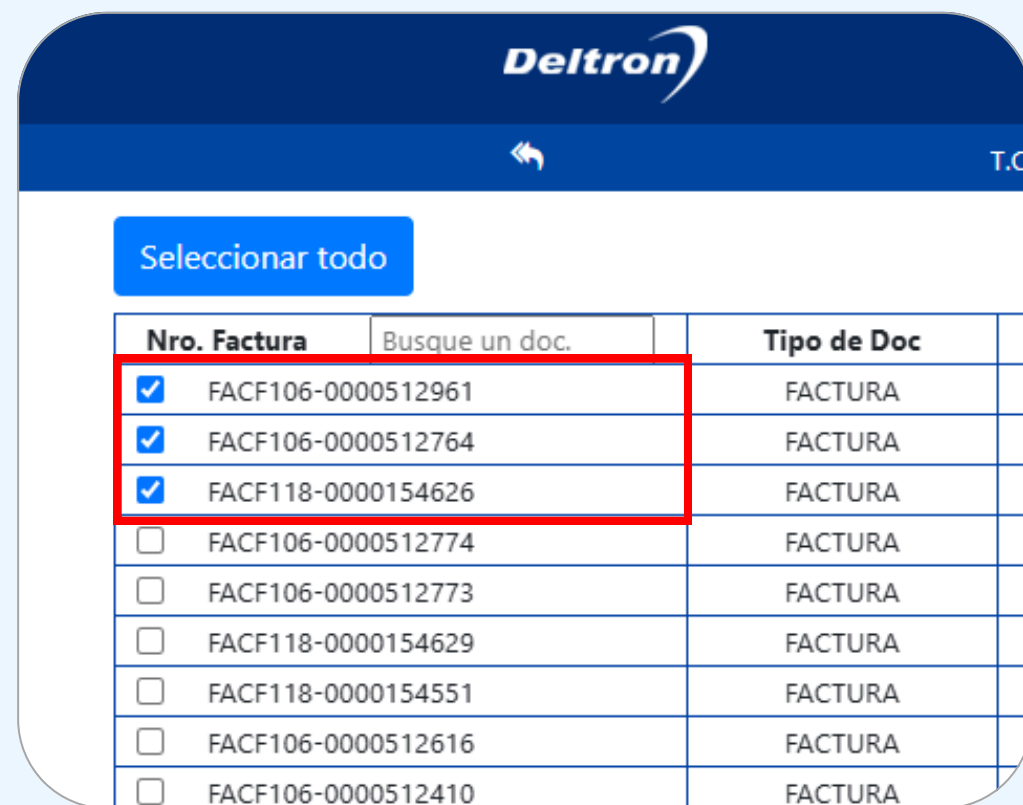 Deltron
T.C
Seleccionar todo
Nro. Factura Busque un doc. Tipo de Doc
FACF106-0000512961 FACTURA
FACF106-0000512764 FACTURA
FACF118-0000154626 FACTURA
FACF106-0000512774 FACTURA
FACF106-0000512773 FACTURA
FACF118-0000154629 FACTURA
FACF118-0000154551 FACTURA
FACF106-0000512616 FACTURA
FACF106-0000512410 FACTURA